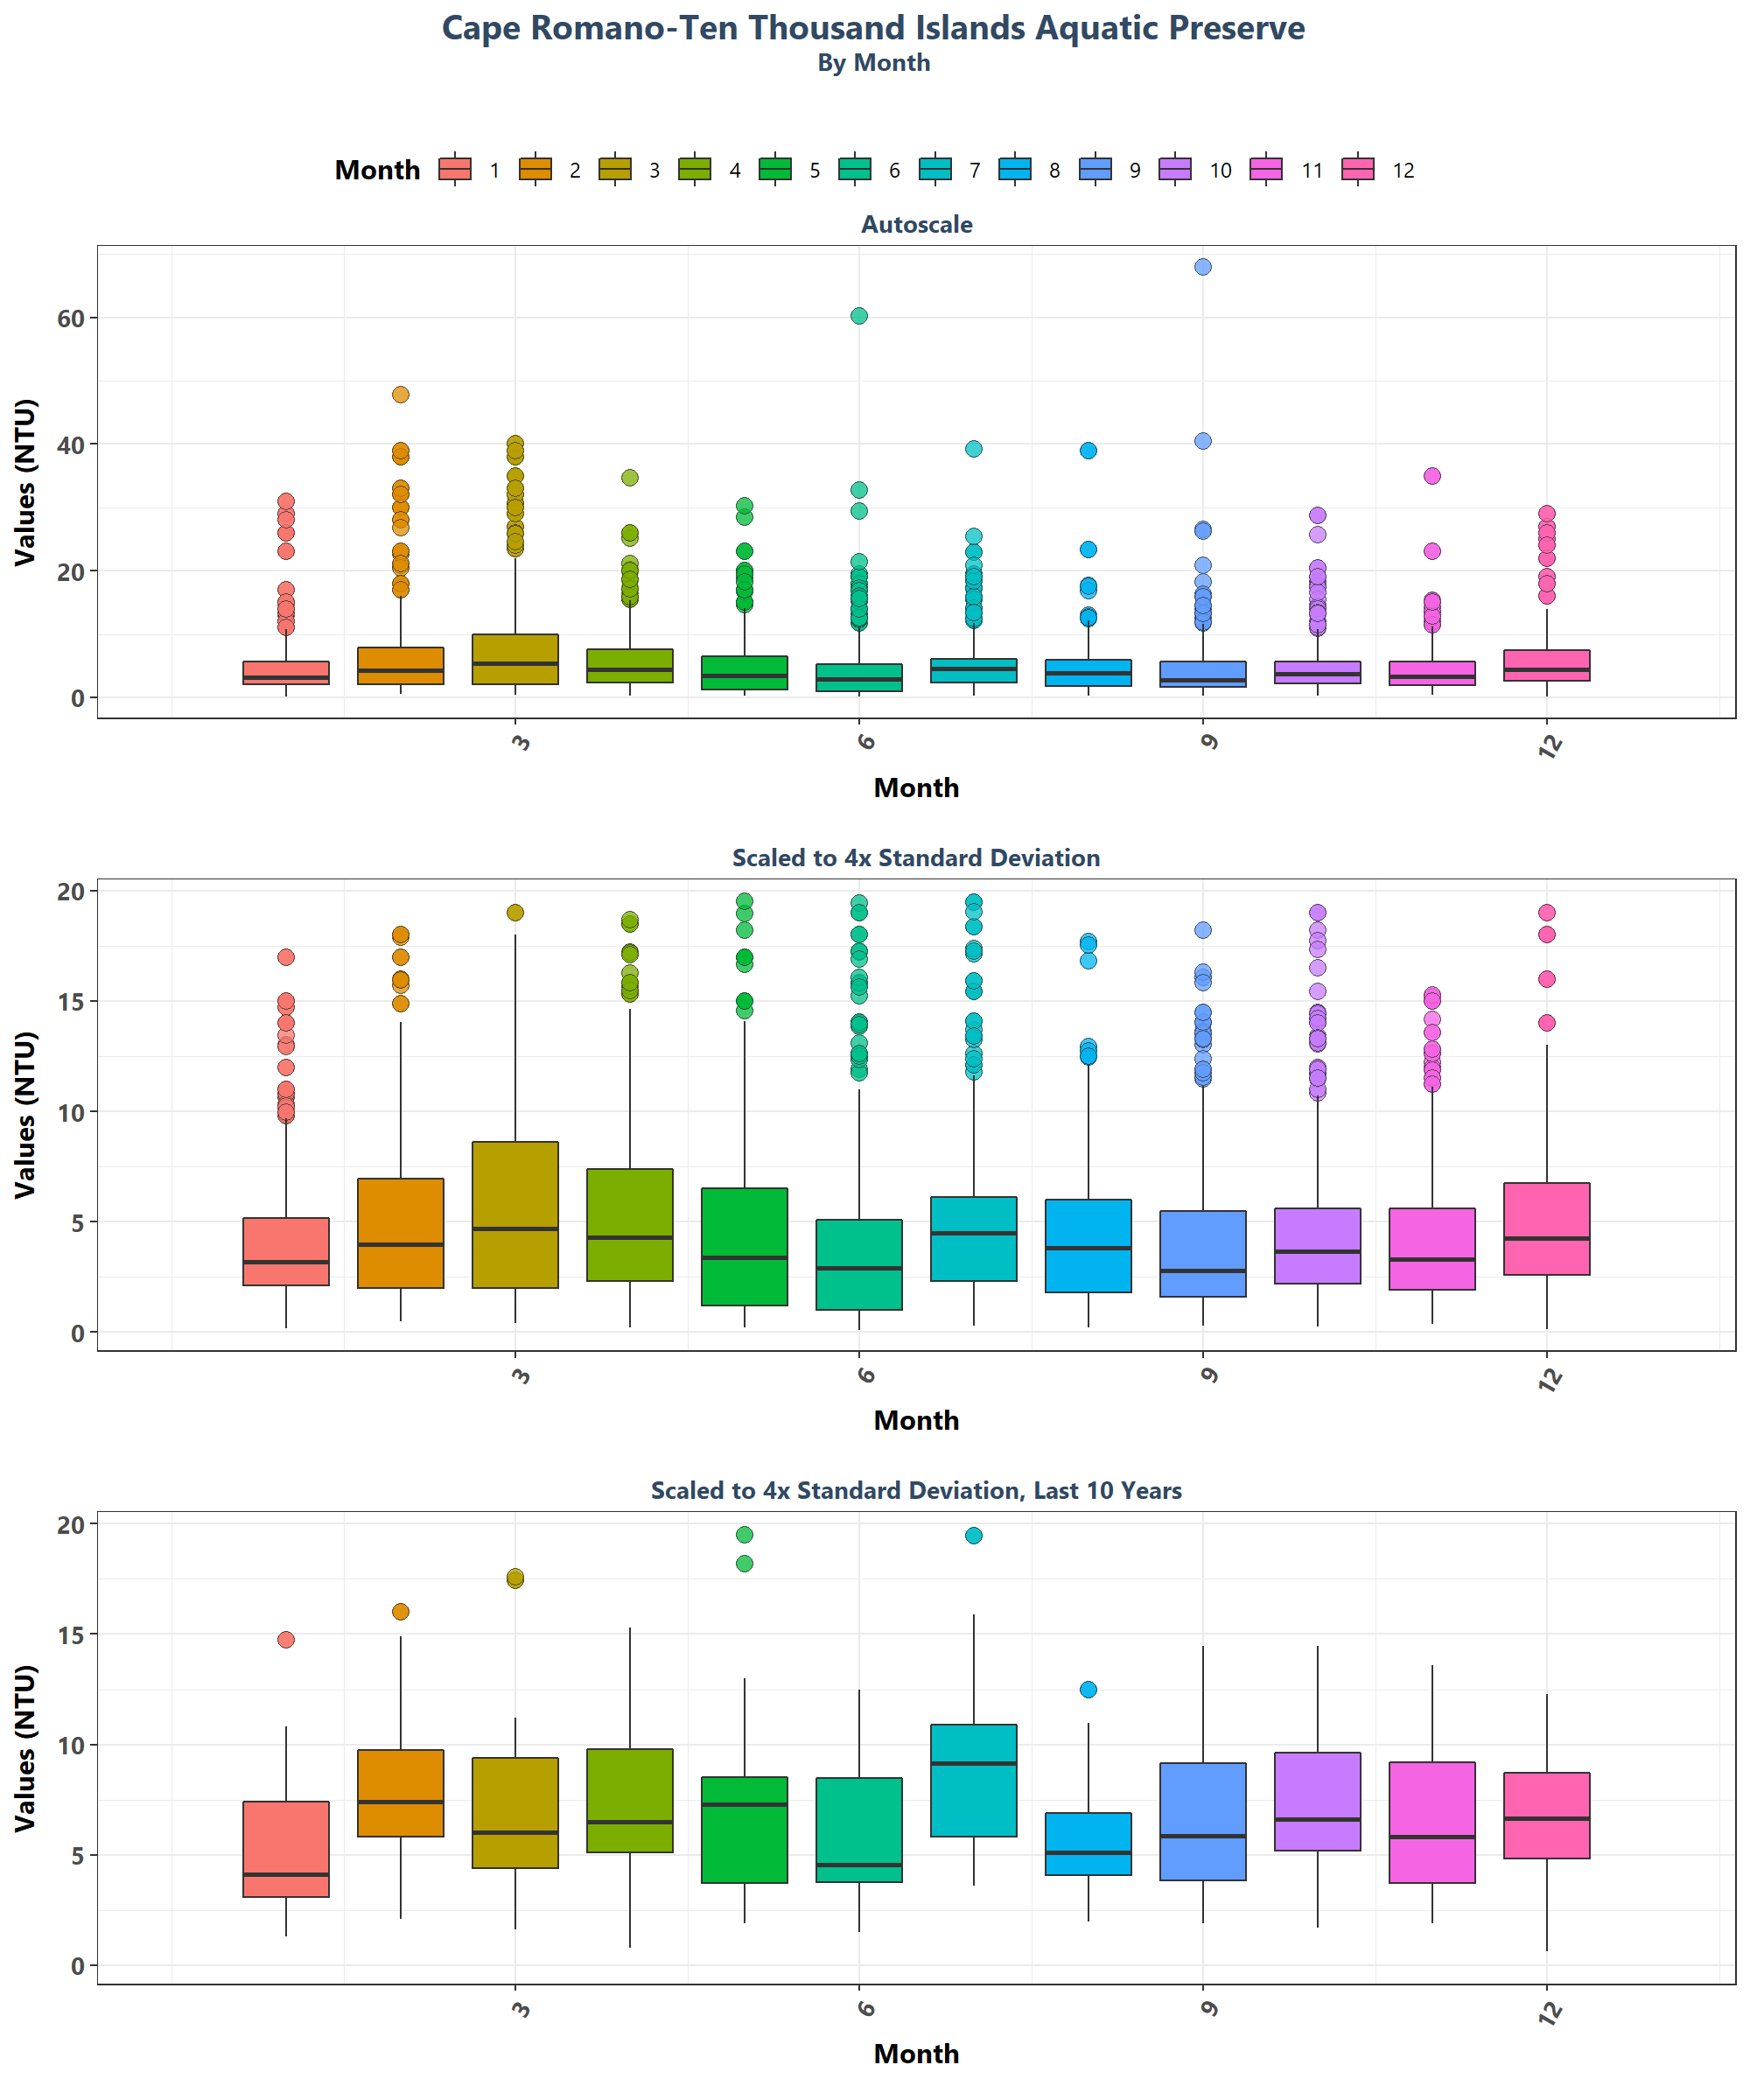 Cape Romano-Ten Thousand Islands Aquatic Preserve
By Month
Month 1 2 3 4 5 6 7 8 9 10 11 12
Autoscale
Values (NTU)
60
40
20
0
3 6 9 12
Month
Scaled to 4x Standard Deviation
Values (NTU)
20
15
10
5
0
3 6 9 12
Month
Scaled to 4x Standard Deviation, Last 10 Years
Values (NTU)
20
15
10
5
0
3 6 9 12
Month